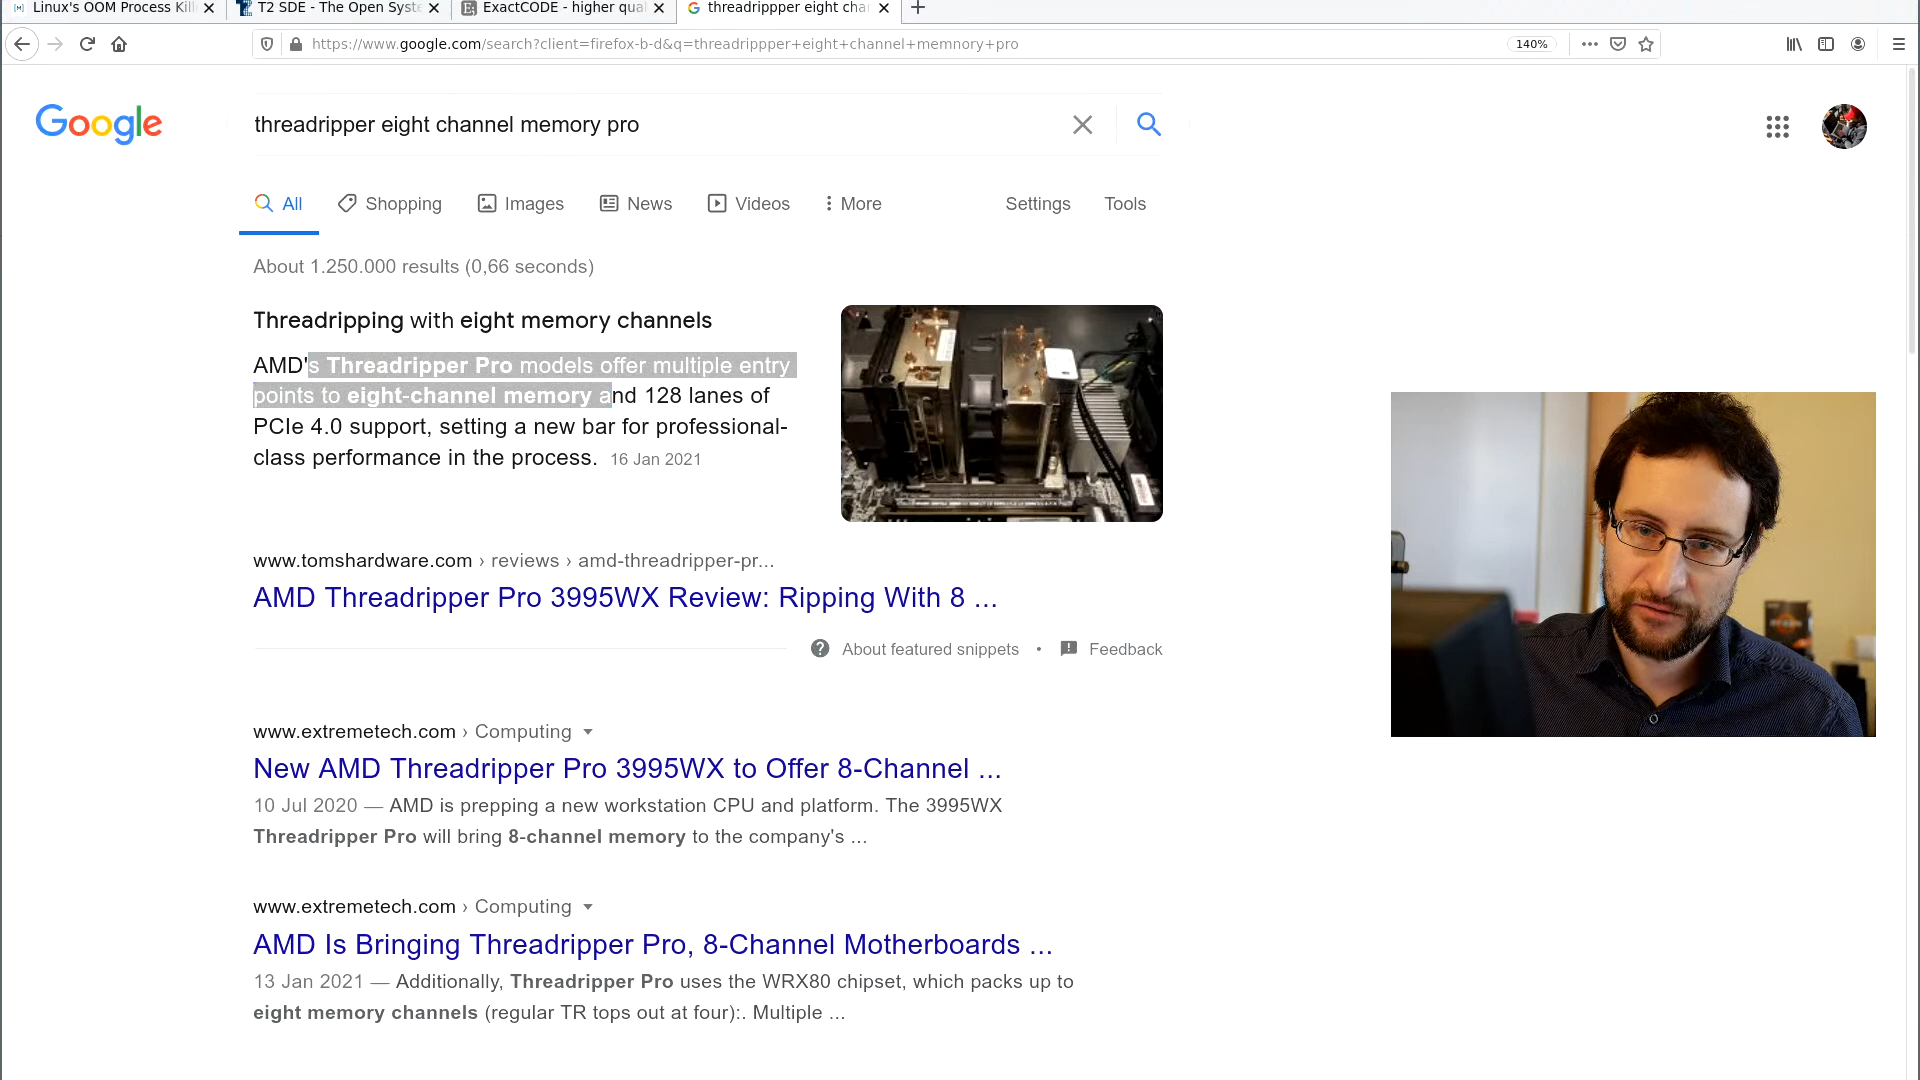 Linux's OOM Process Kill
T2 SDE - The Open Syste
ExactCODE - higher qual
threadrippper eight cha
https://www.google.com/search?client=firefox-b-d&q=threadrippper+eight+channel+memnory+pro
140%
Google
threadripper eight channel memory pro
All
Shopping
Images
News
Videos
More
Settings
Tools
About 1.250.000 results (0,66 seconds)
Threadripping with eight memory channels
AMD's Threadripper Pro models offer multiple entry
points to eight-channel memory and 128 lanes of
PCIe 4.0 support, setting a new bar for professional-
class performance in the process. 16 Jan 2021
www.tomshardware.com › reviews › amd-threadripper-pr...
AMD Threadripper Pro 3995WX Review: Ripping With 8 ...
About featured snippets • Feedback
www.extremetech.com › Computing
New AMD Threadripper Pro 3995WX to Offer 8-Channel ...
10 Jul 2020 — AMD is prepping a new workstation CPU and platform. The 3995WX
Threadripper Pro will bring 8-channel memory to the company's ...
www.extremetech.com › Computing
AMD Is Bringing Threadripper Pro, 8-Channel Motherboards ...
13 Jan 2021 — Additionally, Threadripper Pro uses the WRX80 chipset, which packs up to
eight memory channels (regular TR tops out at four):. Multiple ...